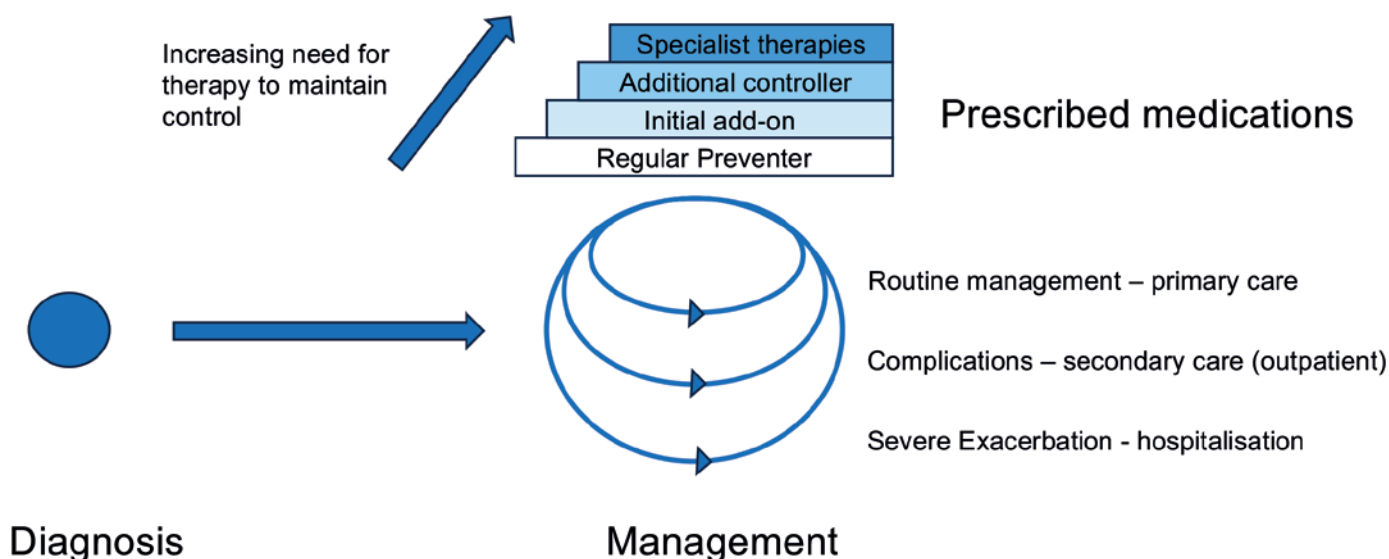 Increasing need for
therapy to maintain
control
Specialist therapies
Additional controller
Initial add-on
Regular Preventer
Prescribed medications
Routine management – primary care
Complications – secondary care (outpatient)
Severe Exacerbation - hospitalisation
Diagnosis
Management